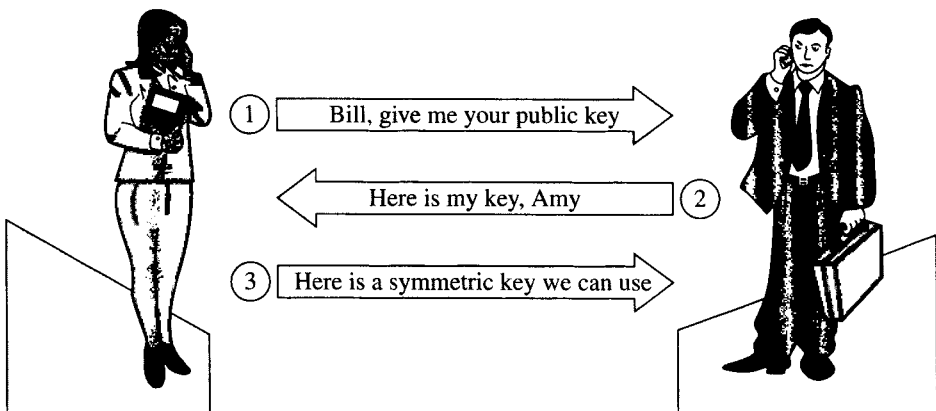 1 Bill, give me your public key
Here is my key, Amy 2
3 Here is a symmetric key we can use